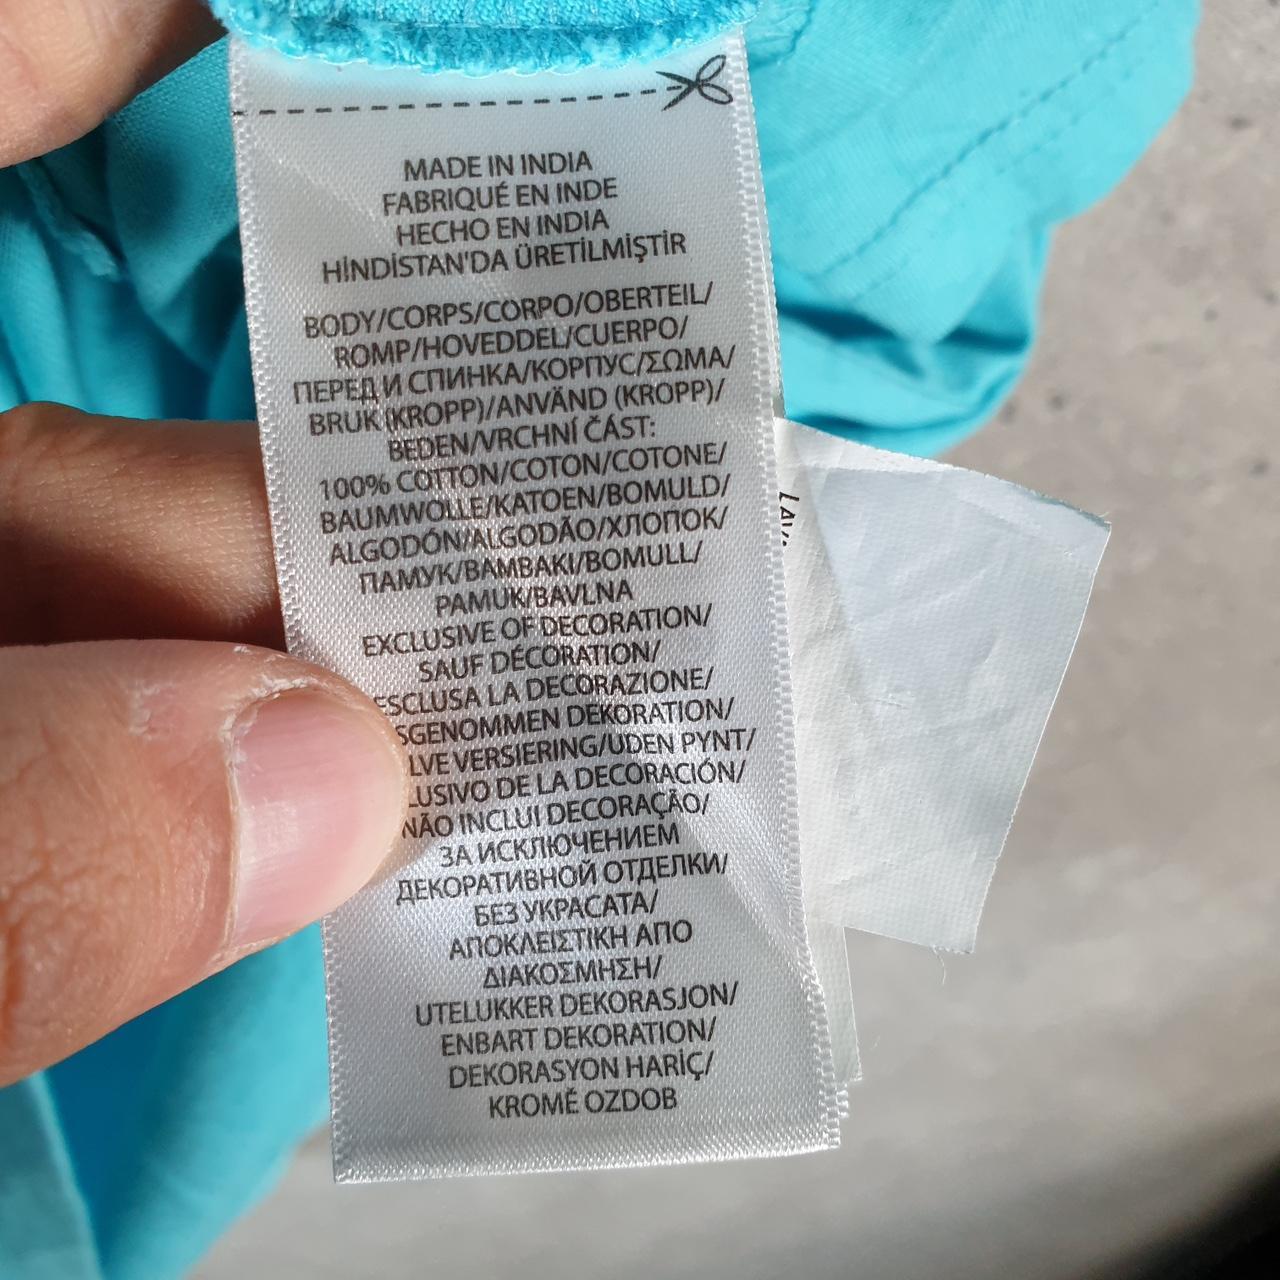 MADE IN INDIA
FABRIQUÉ EN INDE
HECHO EN INDIA
HİNDİSTAN'DA ÜRETİLMİŞTİR
BODY/CORPS/CORPO/OBERTEIL/
ROMP/HOVEDDEL/CUERPO/
ПЕРЕД И СПИНКА/КОРПУС/ΣΩΜΑ/
BRUK (KROPP)/ANVÄND (KROPP)/
BEDEN/VRCHNÍ ČÁST:
100% COTTON/COTON/COTONE/
BAUMWOLLE/KATOEN/BOMULD/
ALGODÓN/ALGODÃO/ХЛОПОК/
ПАМУК/ΒΑΜΒΑΚΙ/BOMULL/
PAMUK/BAVLNA
EXCLUSIVE OF DECORATION/
SAUF DÉCORATION/
ESCLUSA LA DECORAZIONE/
SGENOMMEN DEKORATION/
LVE VERSIERING/UDEN PYNT/
LUSIVO DE LA DECORACIÓN/
NÃO INCLUI DECORAÇÃO/
ЗА ИСКЛЮЧЕНИЕМ
ДЕКОРАТИВНОЙ ОТДЕЛКИ/
БЕЗ УКРАСАТА/
ΑΠΟΚΛΕΙΣΤΙΚΗ ΑΠΟ
ΔΙΑΚΟΣΜΗΣΗ/
UTELUKKER DEKORASJON/
ENBART DEKORATION/
DEKORASYON HARİÇ/
KROMĚ OZDOB